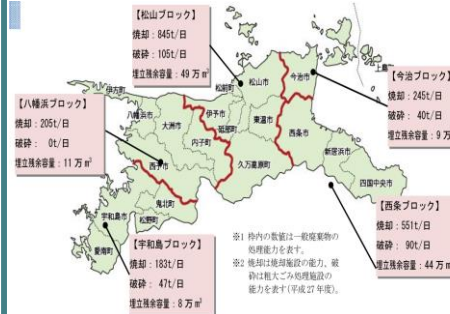 【松山ブロック】
焼却：845t/日
破砕：105t/日
埋立残余容量：49 万㎥
【今治ブロック】
焼却：245t/日
破砕： 40t/日
埋立残余容量：9 万
【八幡浜ブロック】
焼却：205t/日
破砕： 0t/日
埋立残余容量：11 万㎥
【西条ブロック】
焼却：551t/日
破砕： 90t/日
埋立残余容量：44 万㎥
【宇和島ブロック】
焼却：183t/日
破砕： 47t/日
埋立残余容量：8 万㎥
上島町
今治市
松山市
松前町
伊予市
砥部町
東温市
西条市
新居浜市
四国中央市
久万高原町
伊方町
八幡浜市
大洲市
内子町
西予市
鬼北町
宇和島市
松野町
愛南町
※1 枠内の数値は一般廃棄物の
処理能力を表す。
※2 焼却は焼却施設の能力、破
砕は粗大ごみ処理施設の
能力を表す(平成 27 年度)。